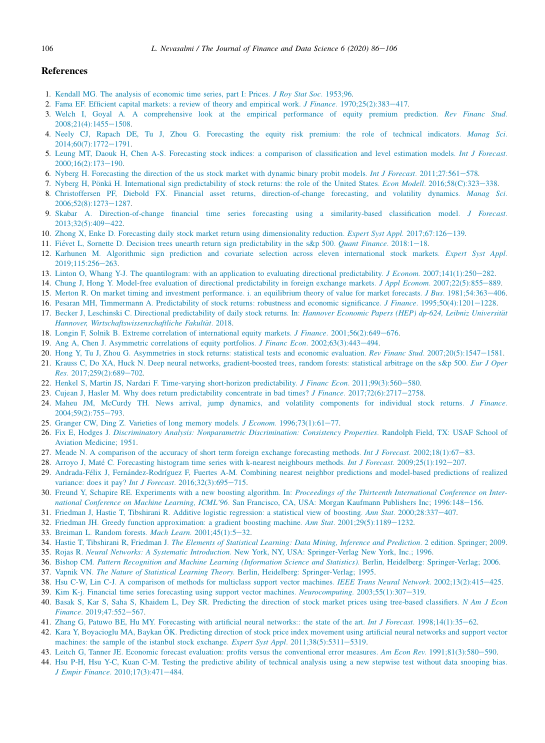 106
L. Nevasalmi / The Journal of Finance and Data Science 6 (2020) 86–106
References
1. Kendall MG. The analysis of economic time series, part I: Prices. J Roy Stat Soc. 1953;96.
2. Fama EF. Efficient capital markets: a review of theory and empirical work. J Finance. 1970;25(2):383–417.
3. Welch I, Goyal A. A comprehensive look at the empirical performance of equity premium prediction. Rev Financ Stud.
2008;21(4):1455–1508.
4. Neely CJ, Rapach DE, Tu J, Zhou G. Forecasting the equity risk premium: the role of technical indicators. Manag Sci.
2014;60(7):1772–1791.
5. Leung MT, Daouk H, Chen A-S. Forecasting stock indices: a comparison of classification and level estimation models. Int J Forecast.
2000;16(2):173–190.
6. Nyberg H. Forecasting the direction of the us stock market with dynamic binary probit models. Int J Forecast. 2011;27:561–578.
7. Nyberg H, Pönkä H. International sign predictability of stock returns: the role of the United States. Econ Modell. 2016;58(C):323–338.
8. Christoffersen PF, Diebold FX. Financial asset returns, direction-of-change forecasting, and volatility dynamics. Manag Sci.
2006;52(8):1273–1287.
9. Skabar A. Direction-of-change financial time series forecasting using a similarity-based classification model. J Forecast.
2013;32(5):409–422.
10. Zhong X, Enke D. Forecasting daily stock market return using dimensionality reduction. Expert Syst Appl. 2017;67:126–139.
11. Fiévet L, Sornette D. Decision trees unearth return sign predictability in the s&p 500. Quant Finance. 2018:1–18.
12. Karhunen M. Algorithmic sign prediction and covariate selection across eleven international stock markets. Expert Syst Appl.
2019;115:256–263.
13. Linton O, Whang Y-J. The quantilogram: with an application to evaluating directional predictability. J Econom. 2007;141(1):250–282.
14. Chung J, Hong Y. Model-free evaluation of directional predictability in foreign exchange markets. J Appl Econom. 2007;22(5):855–889.
15. Merton R. On market timing and investment performance. i. an equilibrium theory of value for market forecasts. J Bus. 1981;54:363–406.
16. Pesaran MH, Timmermann A. Predictability of stock returns: robustness and economic significance. J Finance. 1995;50(4):1201–1228.
17. Becker J, Leschinski C. Directional predictability of daily stock returns. In: Hannover Economic Papers (HEP) dp-624, Leibniz Universität
Hannover, Wirtschaftswissenschaftliche Fakultät. 2018.
18. Longin F, Solnik B. Extreme correlation of international equity markets. J Finance. 2001;56(2):649–676.
19. Ang A, Chen J. Asymmetric correlations of equity portfolios. J Financ Econ. 2002;63(3):443–494.
20. Hong Y, Tu J, Zhou G. Asymmetries in stock returns: statistical tests and economic evaluation. Rev Financ Stud. 2007;20(5):1547–1581.
21. Krauss C, Do XA, Huck N. Deep neural networks, gradient-boosted trees, random forests: statistical arbitrage on the s&p 500. Eur J Oper
Res. 2017;259(2):689–702.
22. Henkel S, Martin JS, Nardari F. Time-varying short-horizon predictability. J Financ Econ. 2011;99(3):560–580.
23. Cujean J, Hasler M. Why does return predictability concentrate in bad times? J Finance. 2017;72(6):2717–2758.
24. Maheu JM, McCurdy TH. News arrival, jump dynamics, and volatility components for individual stock returns. J Finance.
2004;59(2):755–793.
25. Granger CW, Ding Z. Varieties of long memory models. J Econom. 1996;73(1):61–77.
26. Fix E, Hodges J. Discriminatory Analysis: Nonparametric Discrimination: Consistency Properties. Randolph Field, TX: USAF School of
Aviation Medicine; 1951.
27. Meade N. A comparison of the accuracy of short term foreign exchange forecasting methods. Int J Forecast. 2002;18(1):67–83.
28. Arroyo J, Maté C. Forecasting histogram time series with k-nearest neighbours methods. Int J Forecast. 2009;25(1):192–207.
29. Andrada-Félix J, Fernández-Rodríguez F, Fuertes A-M. Combining nearest neighbor predictions and model-based predictions of realized
variance: does it pay? Int J Forecast. 2016;32(3):695–715.
30. Freund Y, Schapire RE. Experiments with a new boosting algorithm. In: Proceedings of the Thirteenth International Conference on Inter-
national Conference on Machine Learning, ICML'96. San Francisco, CA, USA: Morgan Kaufmann Publishers Inc; 1996:148–156.
31. Friedman J, Hastie T, Tibshirani R. Additive logistic regression: a statistical view of boosting. Ann Stat. 2000;28:337–407.
32. Friedman JH. Greedy function approximation: a gradient boosting machine. Ann Stat. 2001;29(5):1189–1232.
33. Breiman L. Random forests. Mach Learn. 2001;45(1):5–32.
34. Hastie T, Tibshirani R, Friedman J. The Elements of Statistical Learning: Data Mining, Inference and Prediction. 2 edition. Springer; 2009.
35. Rojas R. Neural Networks: A Systematic Introduction. New York, NY, USA: Springer-Verlag New York, Inc.; 1996.
36. Bishop CM. Pattern Recognition and Machine Learning (Information Science and Statistics). Berlin, Heidelberg: Springer-Verlag; 2006.
37. Vapnik VN. The Nature of Statistical Learning Theory. Berlin, Heidelberg: Springer-Verlag; 1995.
38. Hsu C-W, Lin C-J. A comparison of methods for multiclass support vector machines. IEEE Trans Neural Network. 2002;13(2):415–425.
39. Kim K-j. Financial time series forecasting using support vector machines. Neurocomputing. 2003;55(1):307–319.
40. Basak S, Kar S, Saha S, Khaidem L, Dey SR. Predicting the direction of stock market prices using tree-based classifiers. N Am J Econ
Finance. 2019;47:552–567.
41. Zhang G, Patuwo BE, Hu MY. Forecasting with artificial neural networks:: the state of the art. Int J Forecast. 1998;14(1):35–62.
42. Kara Y, Boyacioglu MA, Baykan OK. Predicting direction of stock price index movement using artificial neural networks and support vector
machines: the sample of the istanbul stock exchange. Expert Syst Appl. 2011;38(5):5311–5319.
43. Leitch G, Tanner JE. Economic forecast evaluation: profits versus the conventional error measures. Am Econ Rev. 1991;81(3):580–590.
44. Hsu P-H, Hsu Y-C, Kuan C-M. Testing the predictive ability of technical analysis using a new stepwise test without data snooping bias.
J Empir Finance. 2010;17(3):471–484.